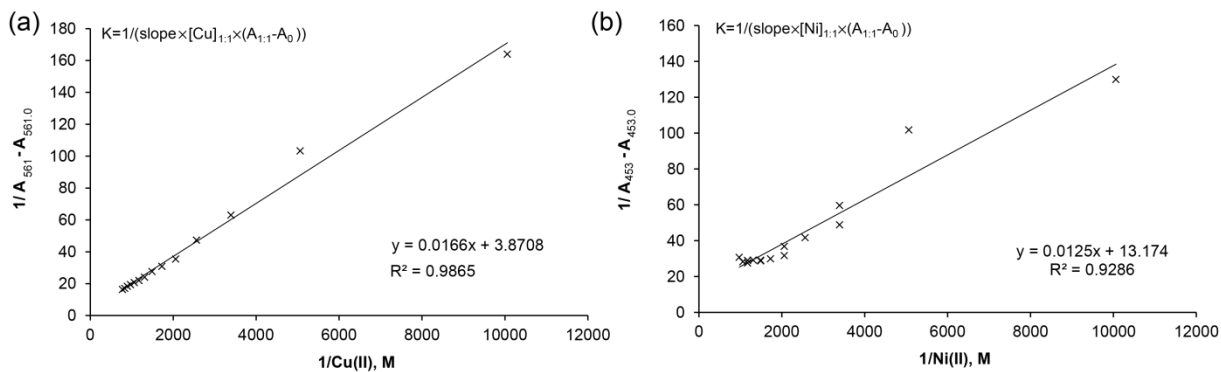 (a)
K=1/(slope×[Cu]1:1×(A1:1-A0))
180
160
140
120
100
80
60
40
20
0
1/ A561-A561.0
y = 0.0166x + 3.8708
R² = 0.9865
0 2000 4000 6000 8000 10000 12000
1/Cu(II), M
(b)
K=1/(slope×[Ni]1:1×(A1:1-A0))
160
140
120
100
80
60
40
20
0
1/ A453-A453.0
y = 0.0125x + 13.174
R² = 0.9286
0 2000 4000 6000 8000 10000 12000
1/Ni(II), M